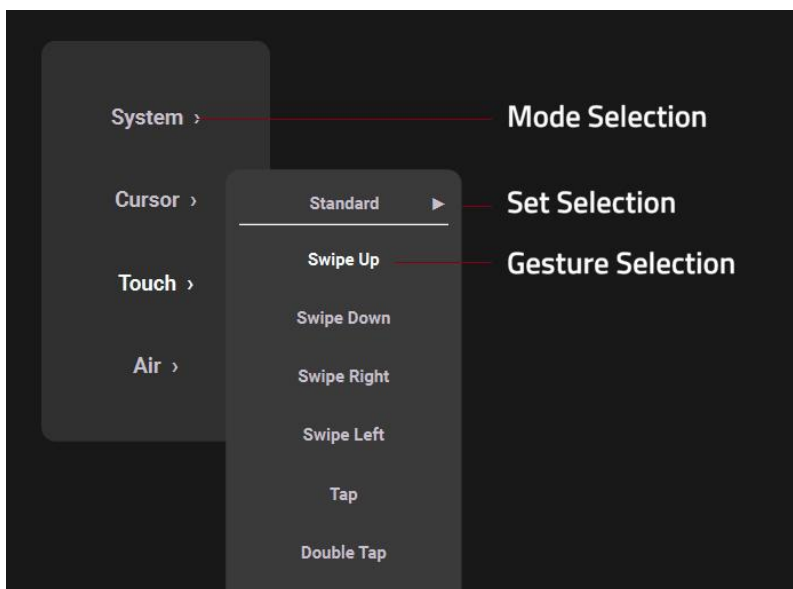 System ›
Mode Selection
Cursor ›
Standard ▶
Set Selection
Swipe Up
Gesture Selection
Touch ›
Swipe Down
Air ›
Swipe Right
Swipe Left
Tap
Double Tap